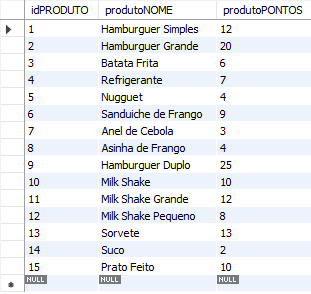 idPRODUTO produtoNOME produtoPONTOS
1 Hamburguer Simples 12
2 Hamburguer Grande 20
3 Batata Frita 6
4 Refrigerante 7
5 Nugguet 4
6 Sanduiche de Frango 9
7 Anel de Cebola 3
8 Asinha de Frango 4
9 Hamburguer Duplo 25
10 Milk Shake 10
11 Milk Shake Grande 12
12 Milk Shake Pequeno 8
13 Sorvete 13
14 Suco 2
15 Prato Feito 10
NULL NULL NULL